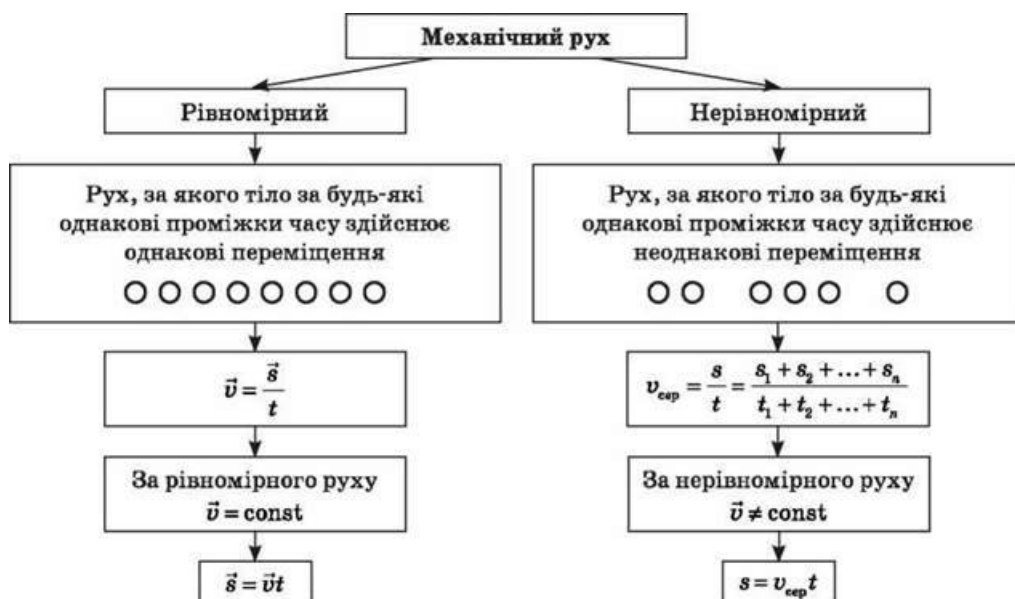 Механічний рух
Рівномірний
Нерівномірний
Рух, за якого тіло за будь-які
однакові проміжки часу здійснює
однакові переміщення
Рух, за якого тіло за будь-які
однакові проміжки часу здійснює
неоднакові переміщення
v⃗ = s⃗/t
v_сер = s/t = (s₁ + s₂ + ... + sₙ)/(t₁ + t₂ + ... + tₙ)
За рівномірного руху
v⃗ = const
За нерівномірного руху
v⃗ ≠ const
s⃗ = v⃗t
s = v_сер t